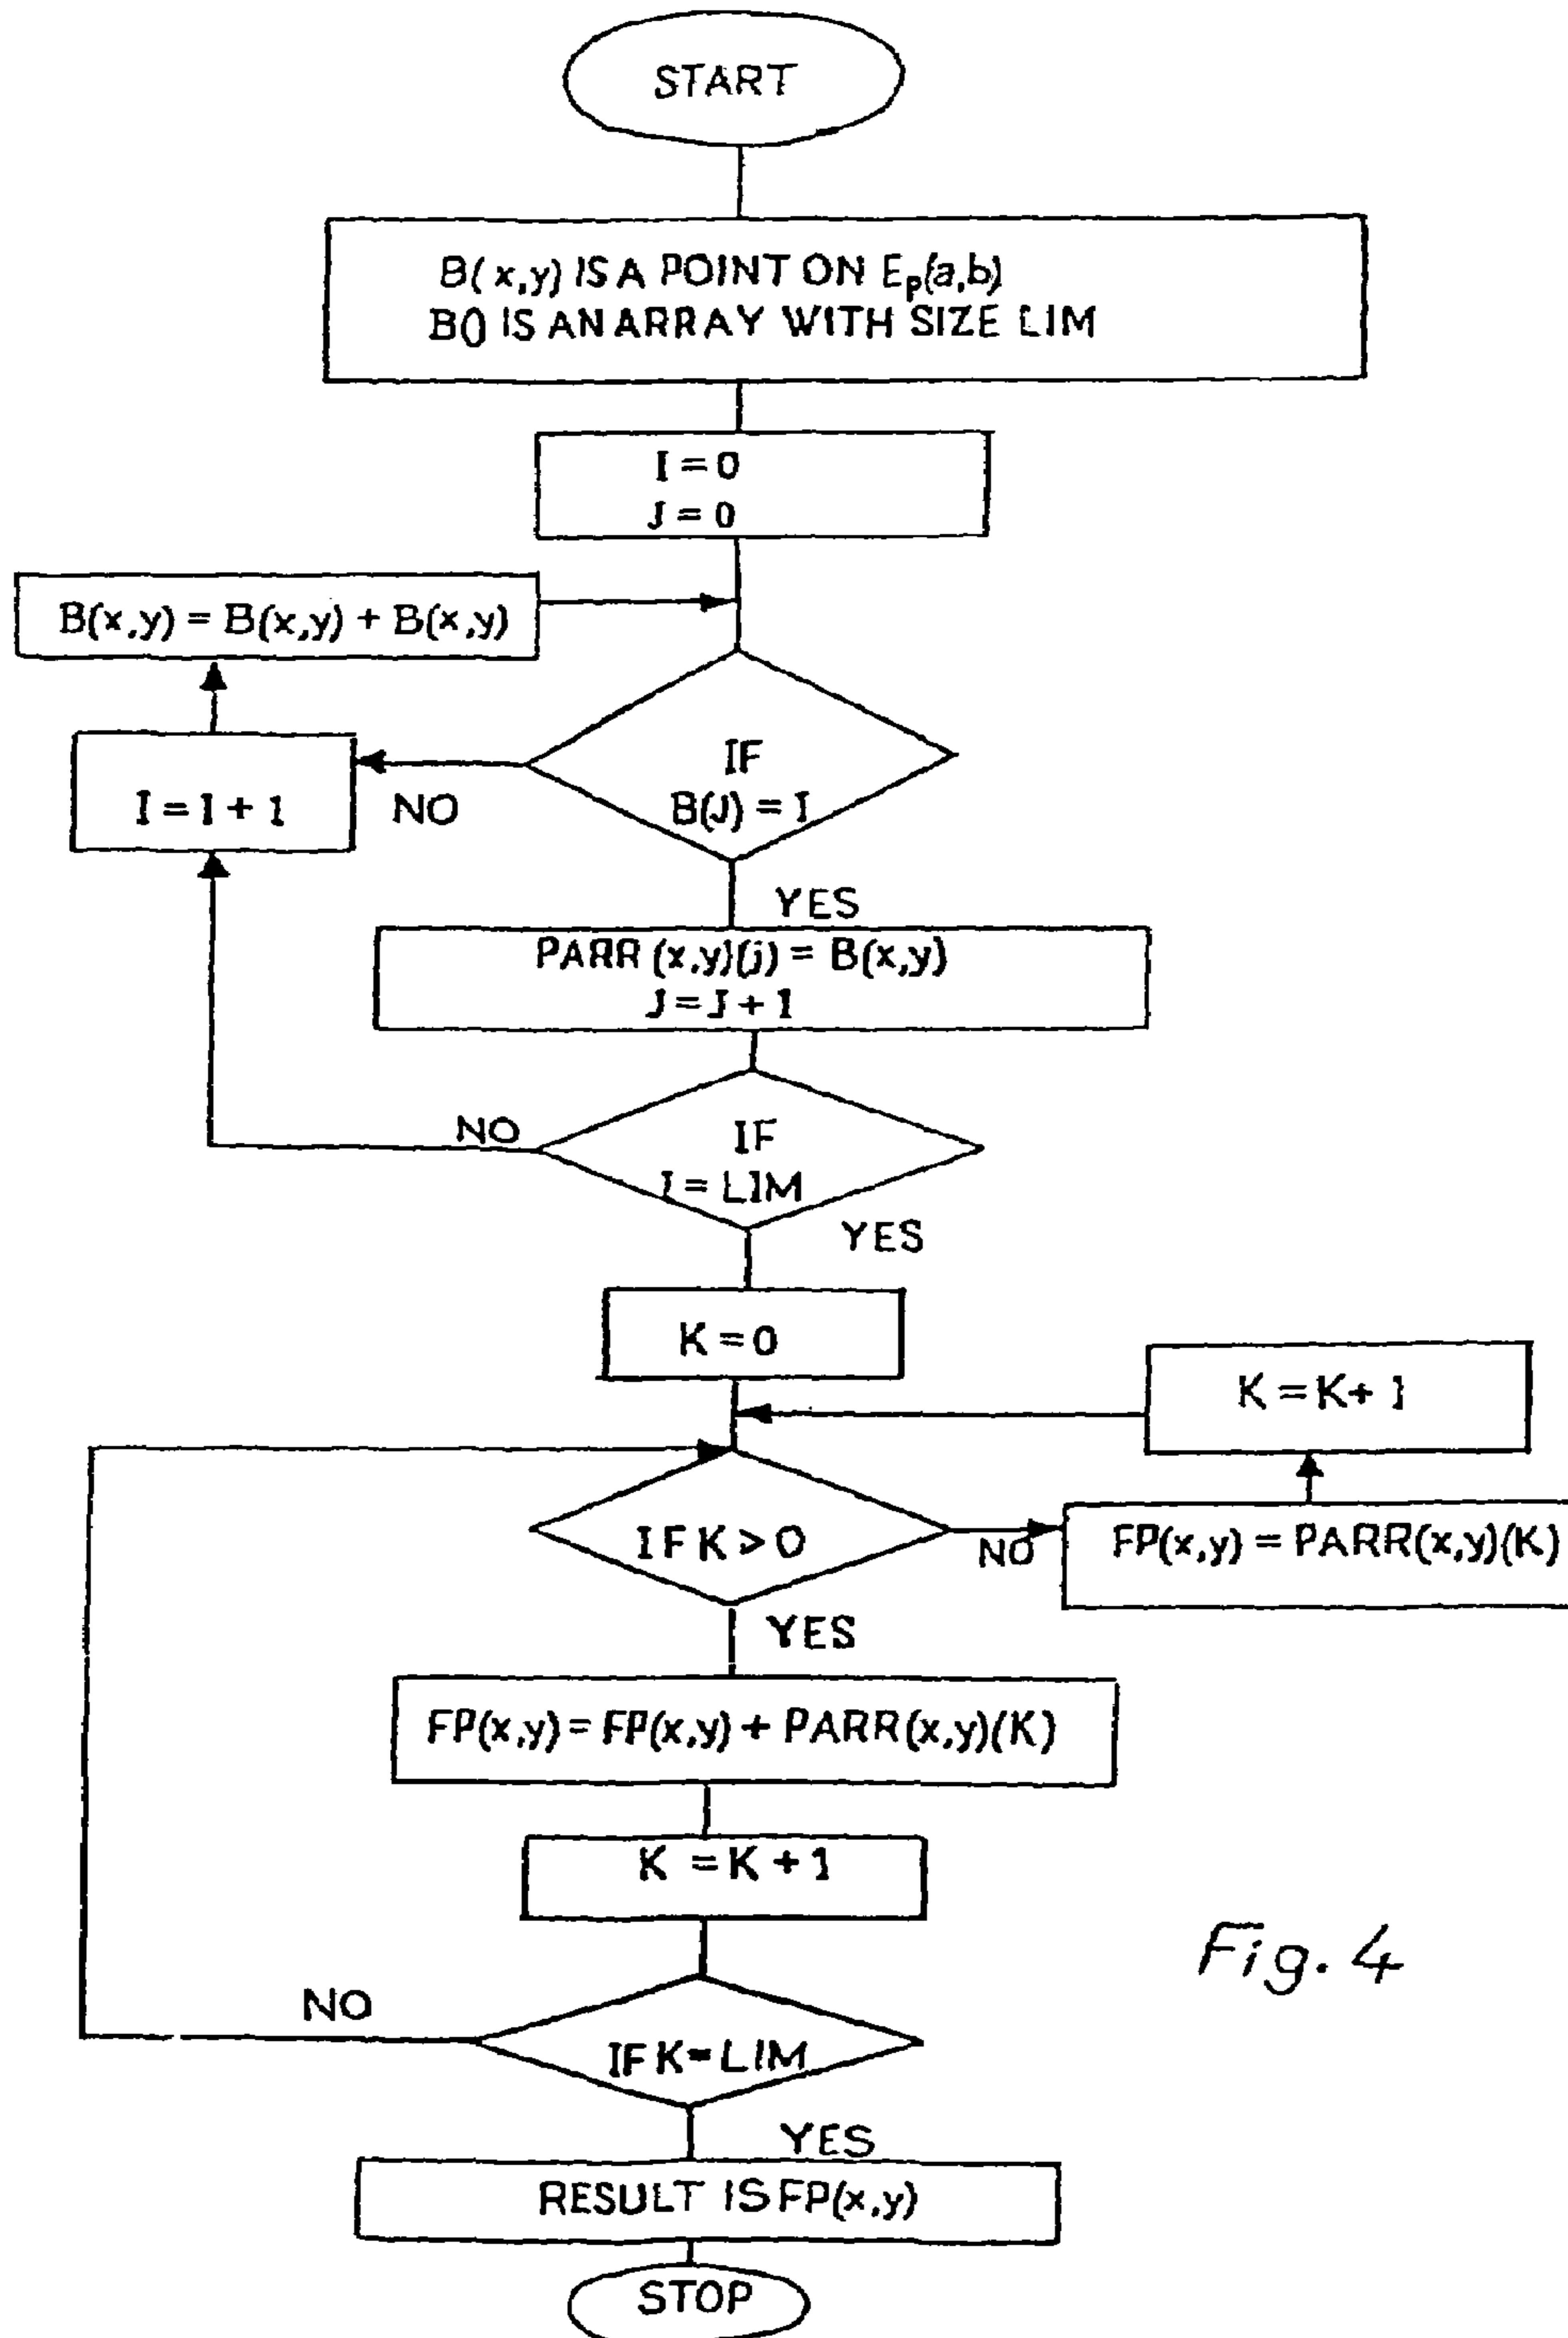 START
B(x,y) IS A POINT ON Ep(a,b)
B() IS AN ARRAY WITH SIZE LIM
I = 0
J = 0
B(x,y) = B(x,y) + B(x,y)
IF
B(J) = I
NO
I = I + 1
YES
PARR (x,y)(j) = B(x,y)
J = J + 1
NO
IF
J = LIM
YES
K = 0
K = K + 1
IF K > 0
NO
FP(x,y) = PARR(x,y)(K)
YES
FP(x,y) = FP(x,y) + PARR(x,y)(K)
K = K + 1
Fig. 4
NO
IF K = LIM
YES
RESULT IS FP(x,y)
STOP